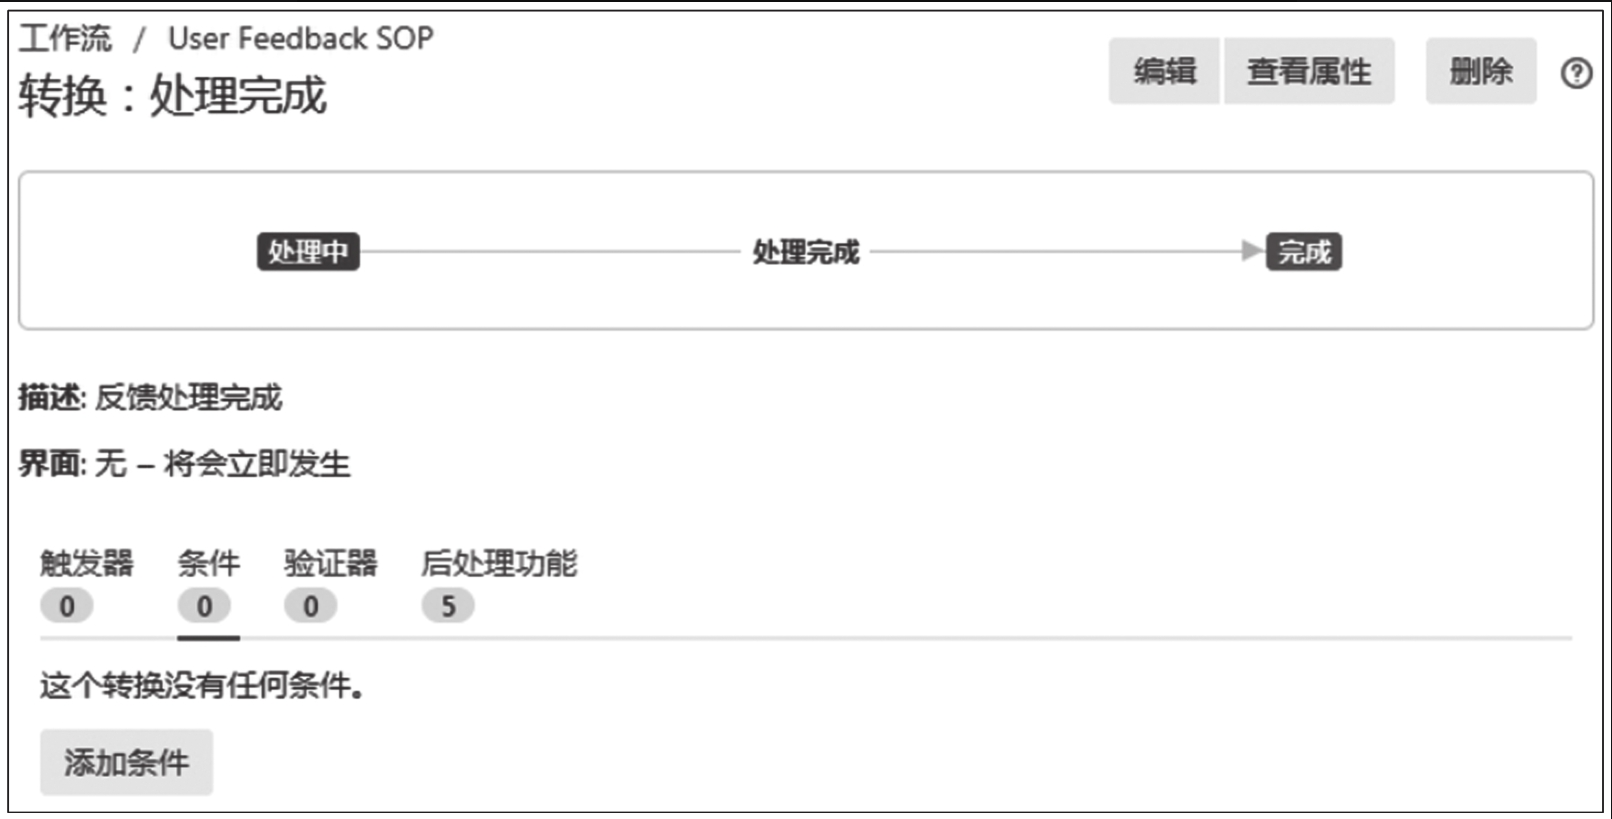 工作流 / User Feedback SOP
转换：处理完成
编辑 查看属性 删除 ?
处理中 处理完成 完成
描述: 反馈处理完成
界面: 无 – 将会立即发生
触发器 条件 验证器 后处理功能
0 0 0 5
这个转换没有任何条件。
添加条件